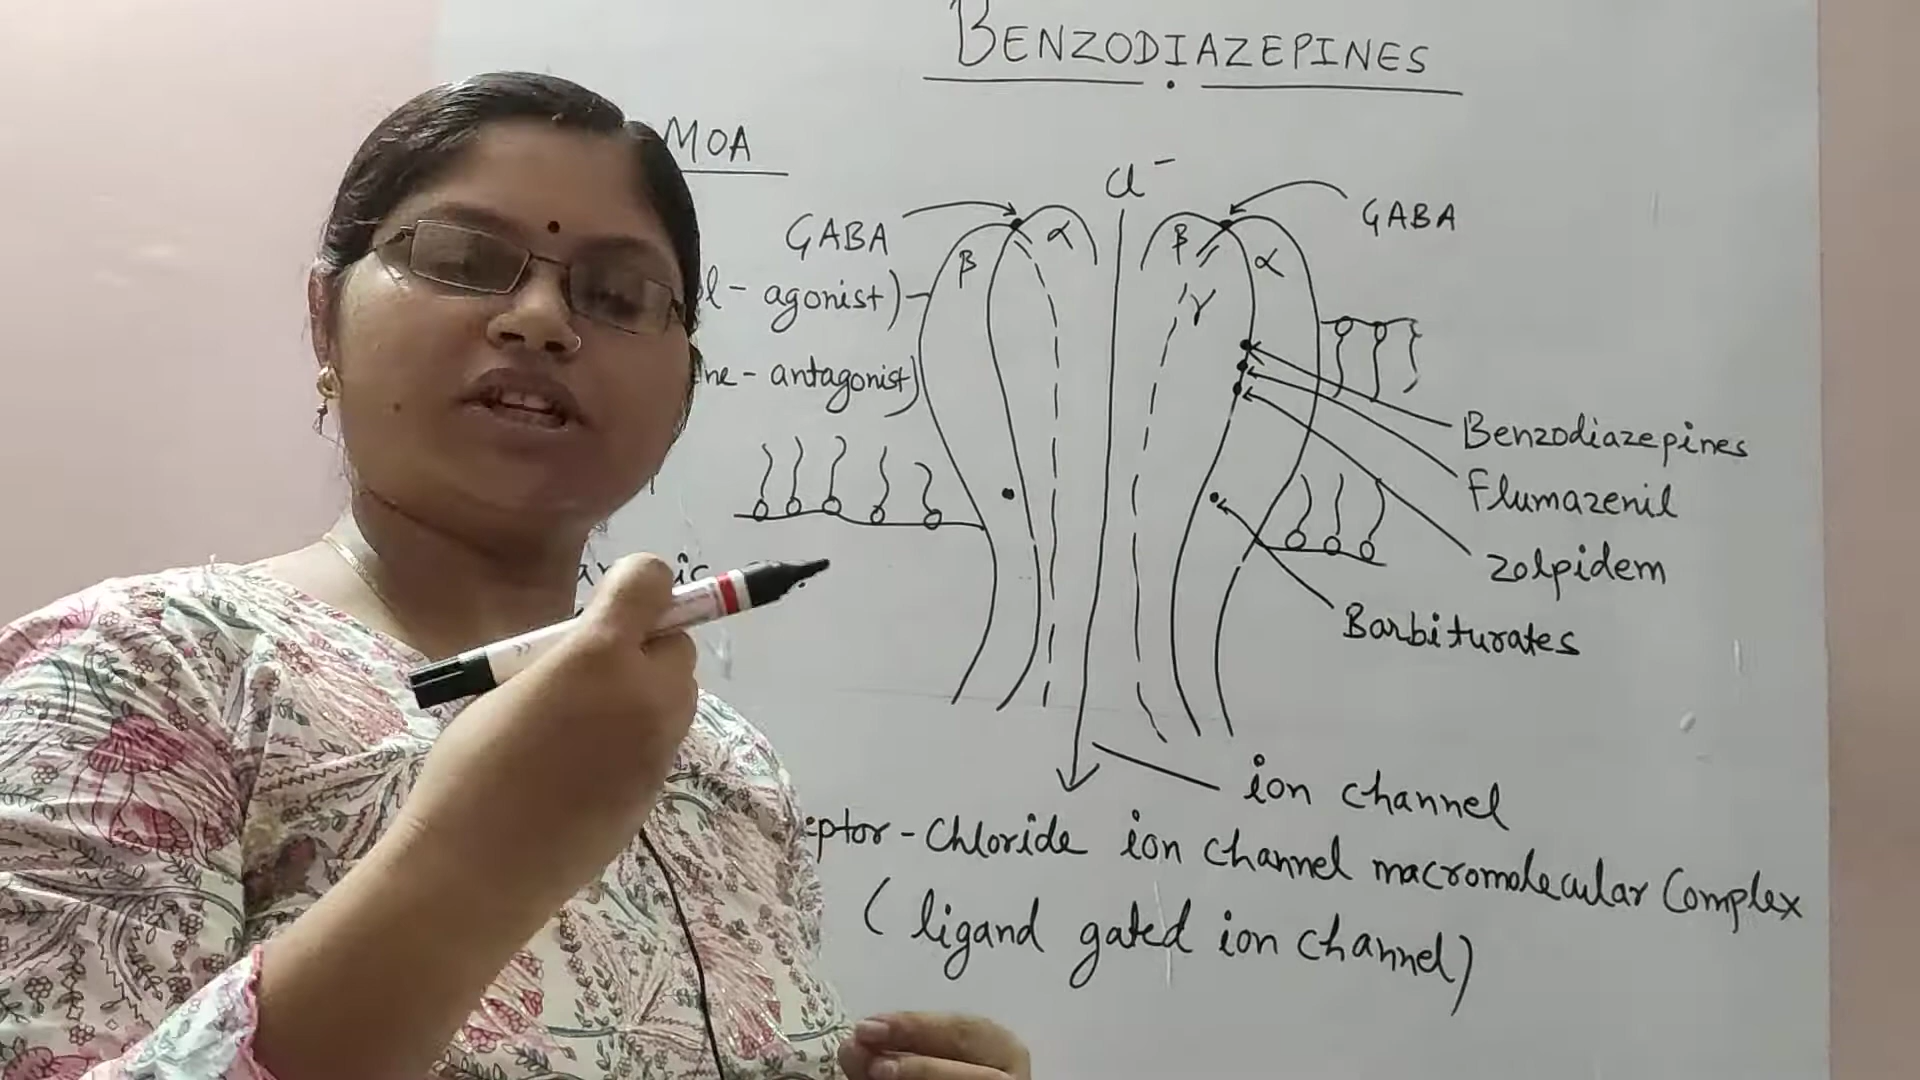 BENZODIAZEPINES
MOA
Cl⁻
GABA
GABA
β
α
β
α
γ
agonist)
antagonist)
Benzodiazepines
Flumazenil
Zolpidem
Barbiturates
ion channel
Chloride ion channel macromolecular Complex
(ligand gated ion channel)